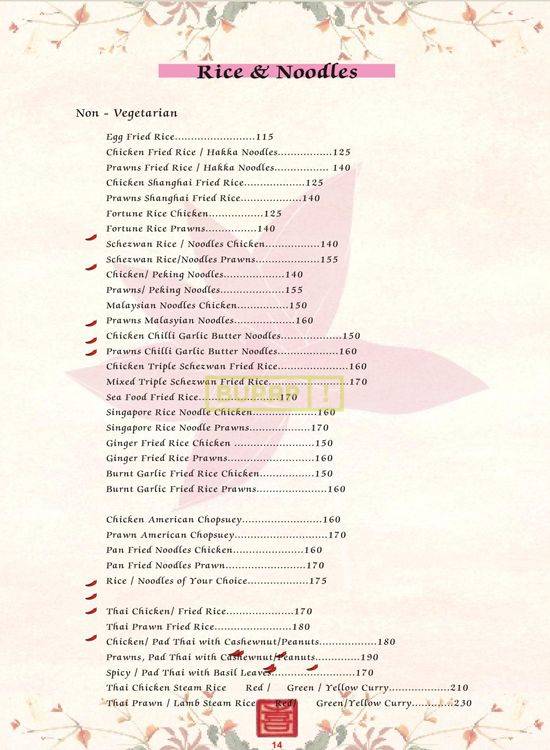 Rice & Noodles
Non - Vegetarian
Egg Fried Rice.........................115
Chicken Fried Rice / Hakka Noodles.................125
Prawns Fried Rice / Hakka Noodles................. 140
Chicken Shanghai Fried Rice...................125
Prawns Shanghai Fried Rice...................140
Fortune Rice Chicken.................125
Fortune Rice Prawns................140
Schezwan Rice / Noodles Chicken.................140
Schezwan Rice/Noodles Prawns....................155
Chicken/ Peking Noodles...................140
Prawns/ Peking Noodles....................155
Malaysian Noodles Chicken................150
Prawns Malasyian Noodles...................160
Chicken Chilli Garlic Butter Noodles...................150
Prawns Chilli Garlic Butter Noodles...................160
Chicken Triple Schezwan Fried Rice......................160
Mixed Triple Schezwan Fried Rice.........................170
Sea Food Fried Rice.........................170
BURRP !
Singapore Rice Noodle Chicken....................160
Singapore Rice Noodle Prawns...................170
Ginger Fried Rice Chicken .........................150
Ginger Fried Rice Prawns...........................160
Burnt Garlic Fried Rice Chicken.................150
Burnt Garlic Fried Rice Prawns......................160
Chicken American Chopsuey.........................160
Prawn American Chopsuey..........................170
Pan Fried Noodles Chicken......................160
Pan Fried Noodles Prawn.........................170
Rice / Noodles of Your Choice...................175
Thai Chicken/ Fried Rice.....................170
Thai Prawn Fried Rice........................180
Chicken/ Pad Thai with Cashewnut/Peanuts..................180
Prawns, Pad Thai with Cashewnut/Peanuts..............190
Spicy / Pad Thai with Basil Leaves..........................170
Thai Chicken Steam Rice Red / Green / Yellow Curry...................210
Thai Prawn / Lamb Steam Rice Red/ Green/Yellow Curry.............230
14